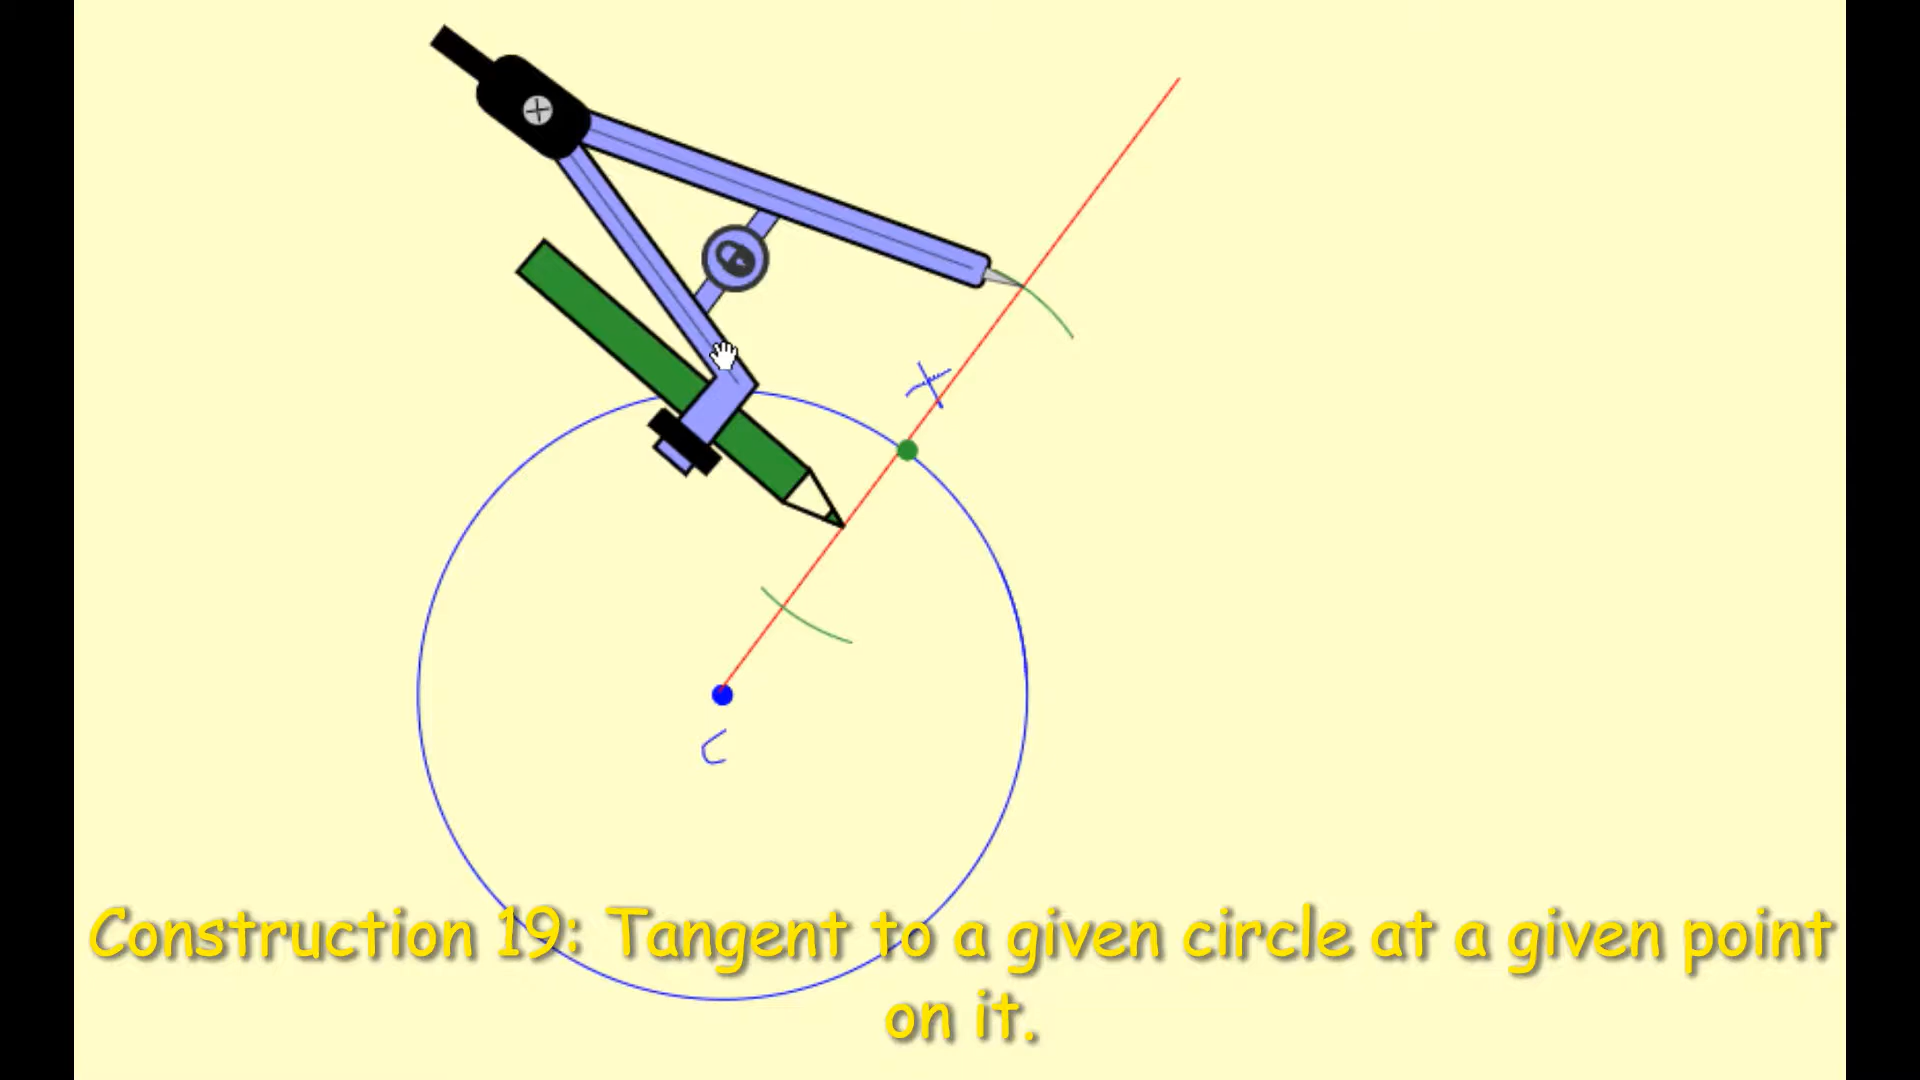 X
C
Construction 19: Tangent to a given circle at a given point
on it.